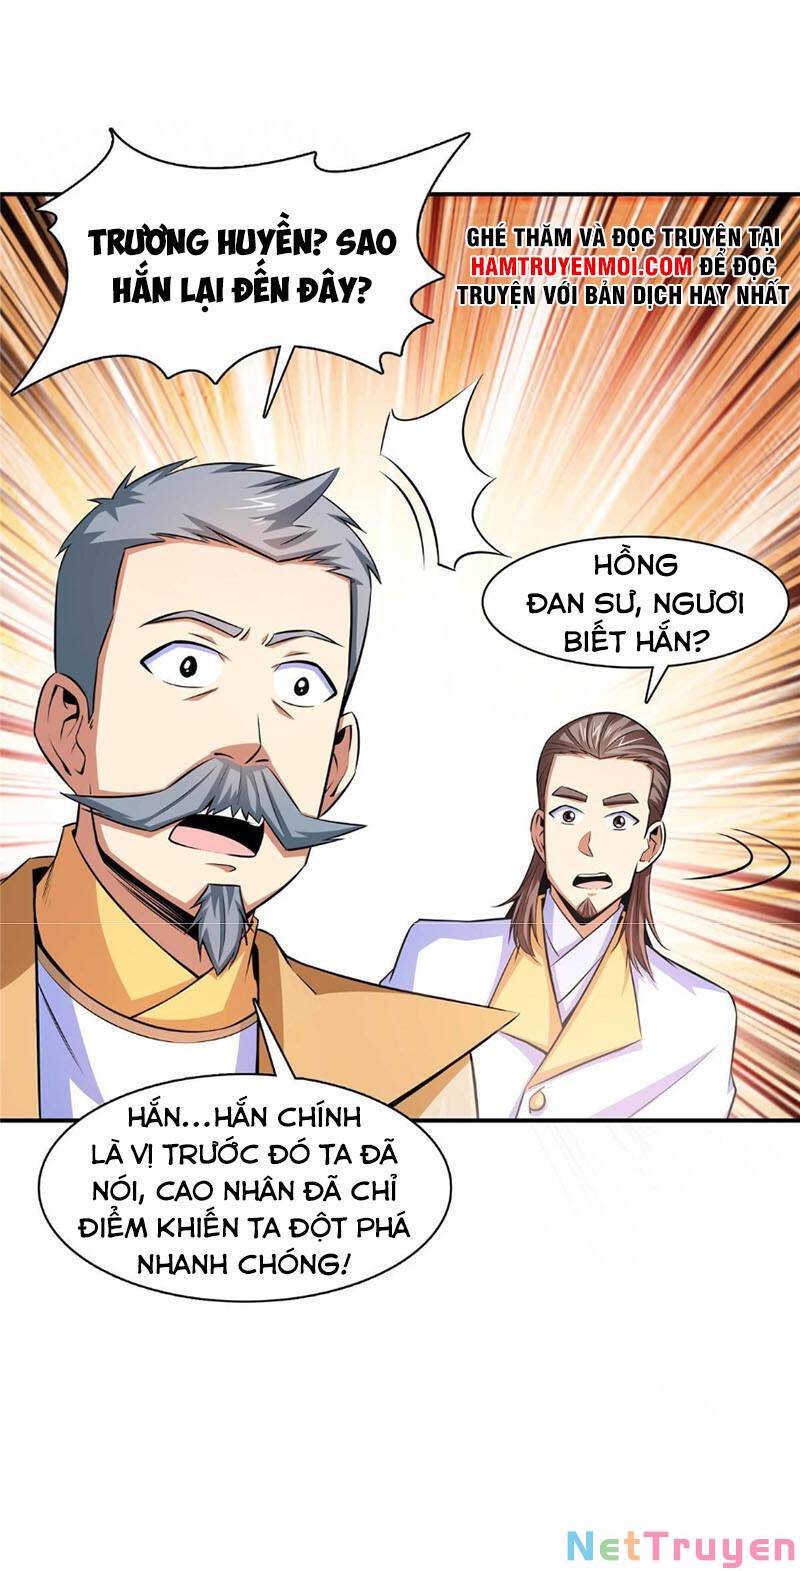 TRƯƠNG HUYỀN? SAO
HẮN LẠI ĐẾN ĐÂY?
GHÉ THĂM VÀ ĐỌC TRUYỆN TẠI
HAMTRUYENMOI.COM ĐỂ ĐỌC
TRUYỆN VỚI BẢN DỊCH HAY NHẤT
HỒNG
ĐAN SƯ, NGƯƠI
BIẾT HẮN?
HẮN...HẮN CHÍNH
LÀ VỊ TRƯỚC ĐÓ TA ĐÃ
NÓI, CAO NHÂN ĐÃ CHỈ
ĐIỂM KHIẾN TA ĐỘT PHÁ
NHANH CHÓNG!
NetTruyen